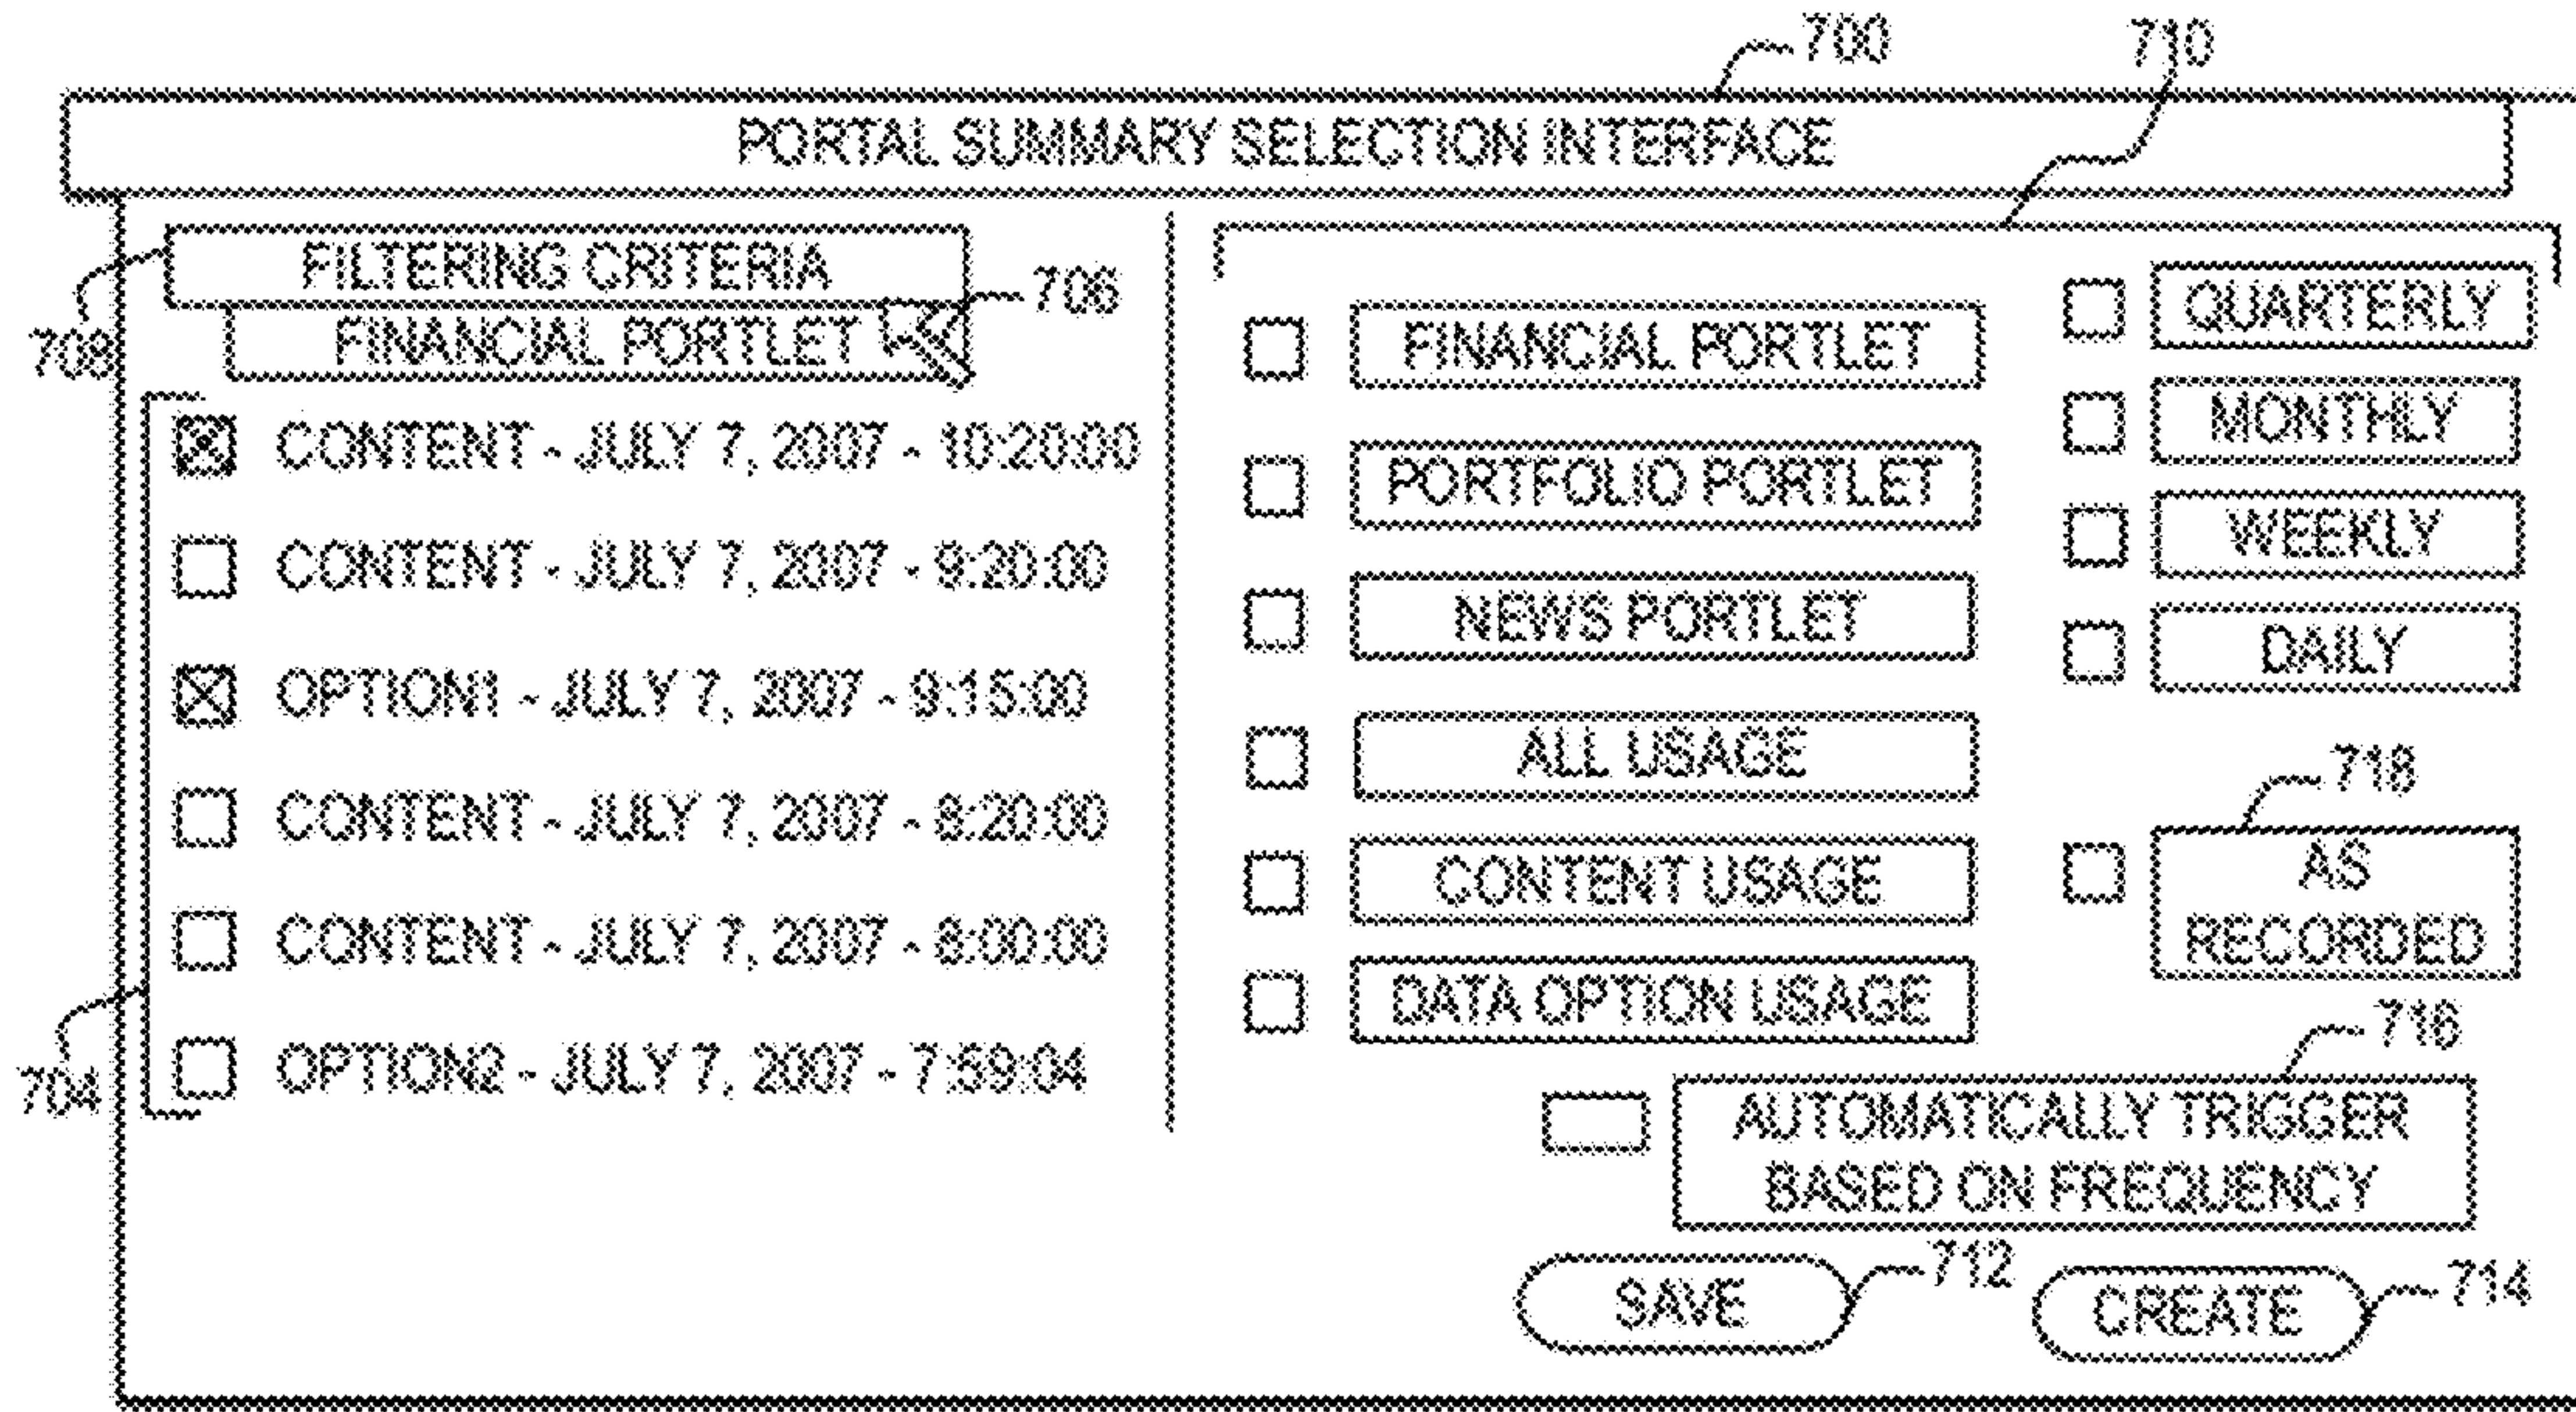 700
710
PORTAL SUMMARY SELECTION INTERFACE
FILTERING CRITERIA
706
FINANCIAL PORTLET
708
CONTENT - JULY 7, 2007 - 10:20:00
CONTENT - JULY 7, 2007 - 9:20:00
OPTION1 - JULY 7, 2007 - 9:15:00
CONTENT - JULY 7, 2007 - 8:20:00
CONTENT - JULY 7, 2007 - 8:00:00
OPTION2 - JULY 7, 2007 - 7:59:04
704
FINANCIAL PORTLET
PORTFOLIO PORTLET
NEWS PORTLET
ALL USAGE
CONTENT USAGE
DATA OPTION USAGE
QUARTERLY
MONTHLY
WEEKLY
DAILY
718
AS
RECORDED
716
AUTOMATICALLY TRIGGER
BASED ON FREQUENCY
SAVE
712
CREATE
714